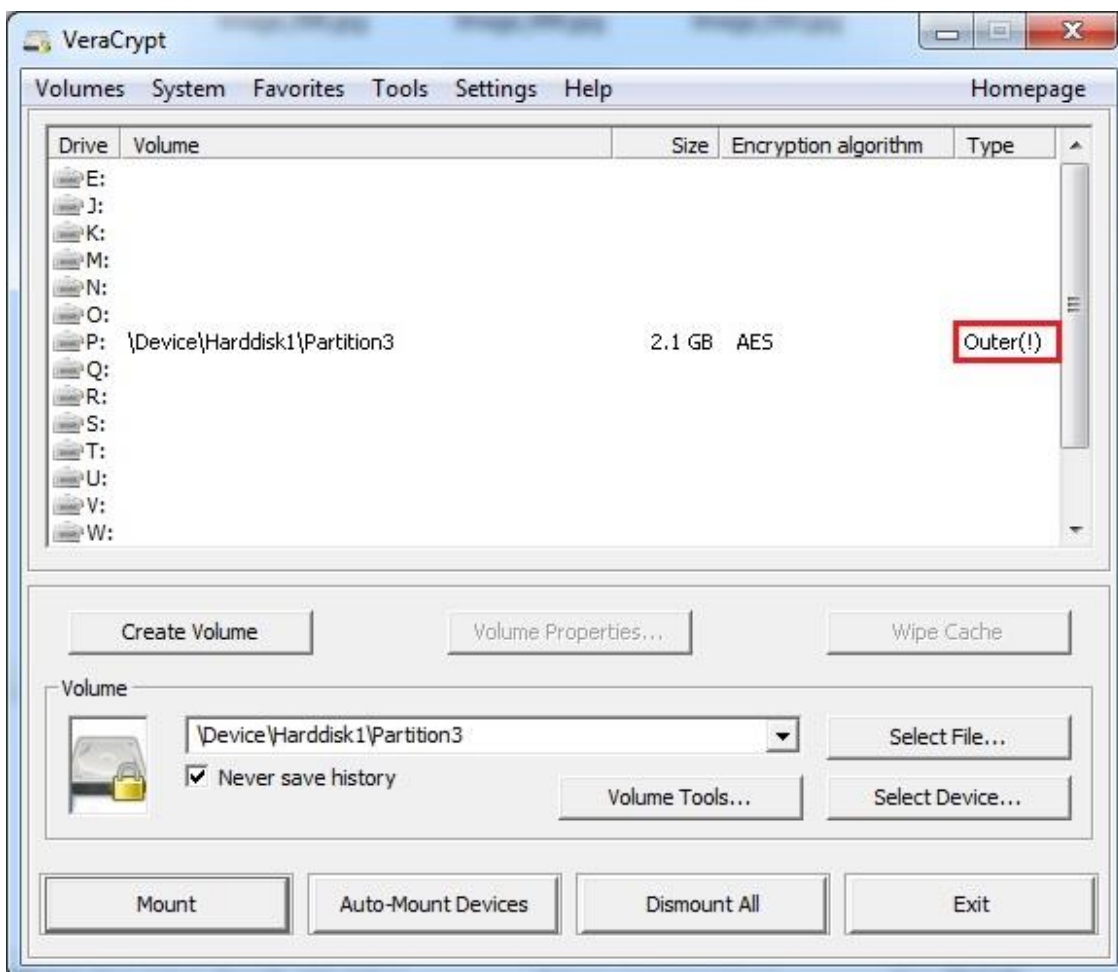 VeraCrypt
Volumes System Favorites Tools Settings Help Homepage
Drive Volume Size Encryption algorithm Type
E:
J:
K:
M:
N:
O:
P: \Device\Harddisk1\Partition3 2.1 GB AES Outer(!)
Q:
R:
S:
T:
U:
V:
W:
Create Volume Volume Properties... Wipe Cache
Volume
\Device\Harddisk1\Partition3 Select File...
Never save history
Volume Tools... Select Device...
Mount Auto-Mount Devices Dismount All Exit